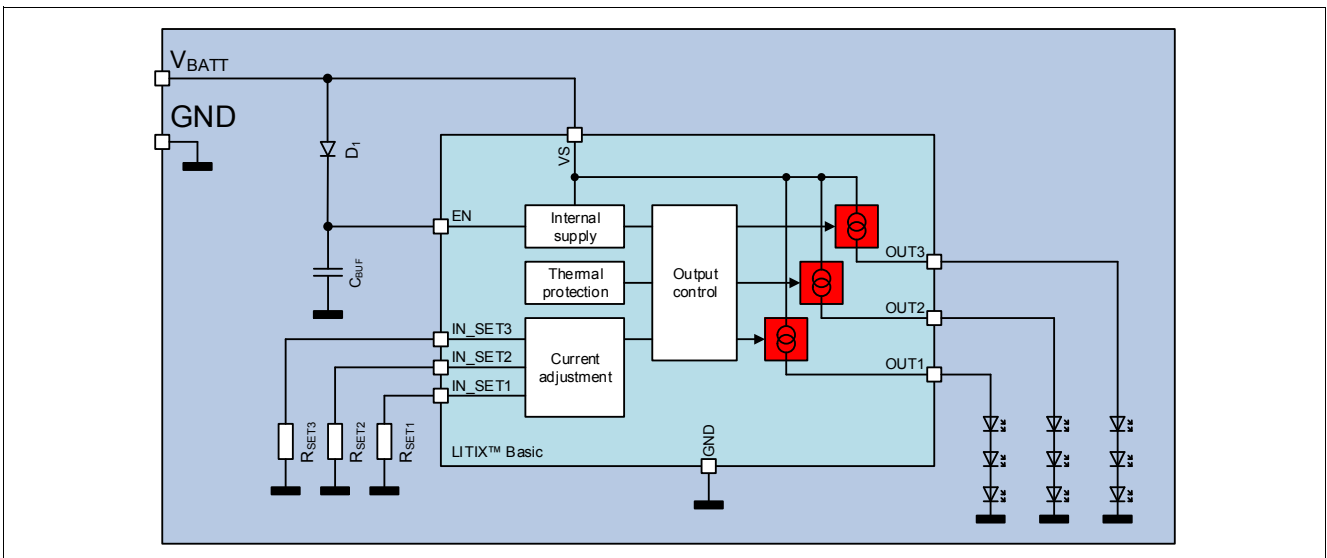 VBATT
GND
D1
VS
EN
Internal
supply
CBUF
Thermal
protection
Output
control
OUT3
OUT2
OUT1
IN_SET3
IN_SET2
IN_SET1
Current
adjustment
RSET3
RSET2
RSET1
LITIX™ Basic
GND